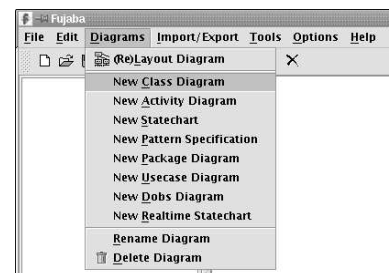 Fujaba
File Edit Diagrams Import/Export Tools Options Help
(Re)Layout Diagram
New Class Diagram
New Activity Diagram
New Statechart
New Pattern Specification
New Package Diagram
New Usecase Diagram
New Dobs Diagram
New Realtime Statechart
Rename Diagram
Delete Diagram